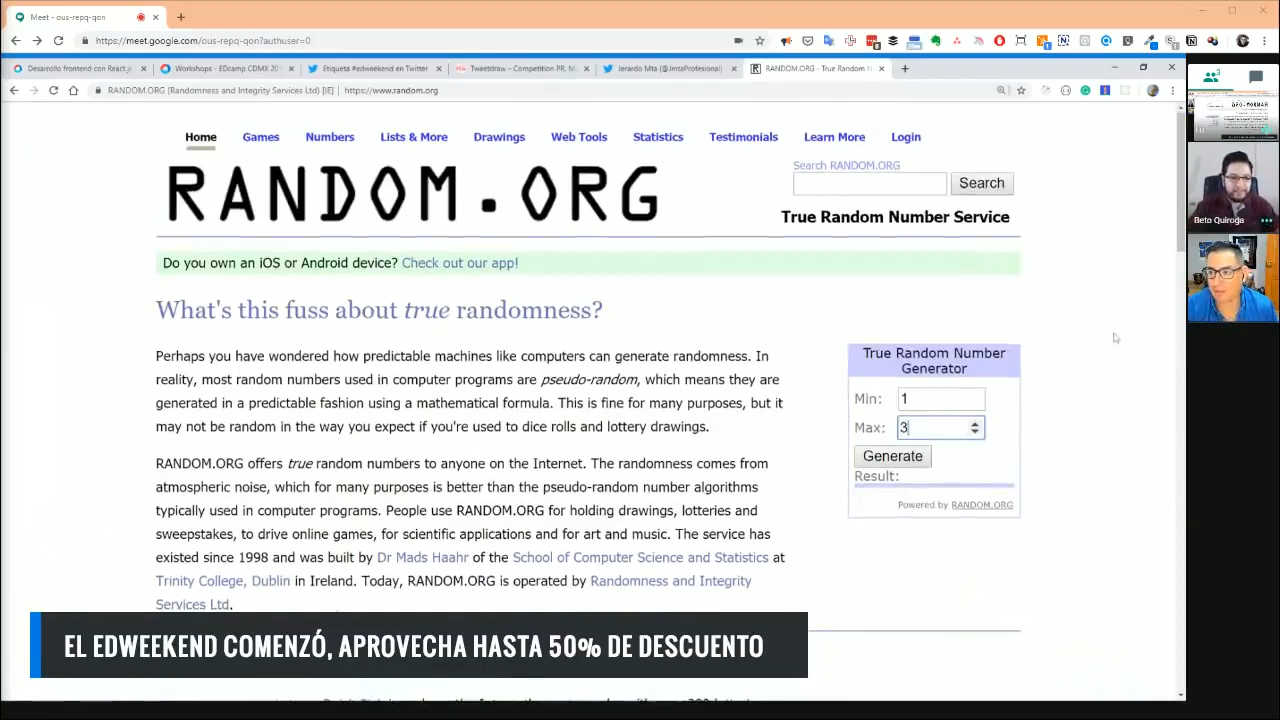 Meet - ous-repq-qon
https://meet.google.com/ous-repq-qon?authuser=0
Desarrollo frontend con React.js
Workshops - EDcamp CDMX 20
Etiqueta #edweekend en Twitter
Tweetdraw – Competition PR, M
Jerardo Mta (@JmtaProfesional)
RANDOM.ORG - True Random N
RANDOM.ORG (Randomness and Integrity Services Ltd) [IE] | https://www.random.org
Home Games Numbers Lists & More Drawings Web Tools Statistics Testimonials Learn More Login
RANDOM.ORG
Search RANDOM.ORG
Search
True Random Number Service
Do you own an iOS or Android device? Check out our app!
What's this fuss about true randomness?
Perhaps you have wondered how predictable machines like computers can generate randomness. In
reality, most random numbers used in computer programs are pseudo-random, which means they are
generated in a predictable fashion using a mathematical formula. This is fine for many purposes, but it
may not be random in the way you expect if you're used to dice rolls and lottery drawings.
RANDOM.ORG offers true random numbers to anyone on the Internet. The randomness comes from
atmospheric noise, which for many purposes is better than the pseudo-random number algorithms
typically used in computer programs. People use RANDOM.ORG for holding drawings, lotteries and
sweepstakes, to drive online games, for scientific applications and for art and music. The service has
existed since 1998 and was built by Dr Mads Haahr of the School of Computer Science and Statistics at
Trinity College, Dublin in Ireland. Today, RANDOM.ORG is operated by Randomness and Integrity
Services Ltd.
True Random Number
Generator
Min: 1
Max: 3
Generate
Result:
Powered by RANDOM.ORG
Beto Quiroga
EL EDWEEKEND COMENZÓ, APROVECHA HASTA 50% DE DESCUENTO